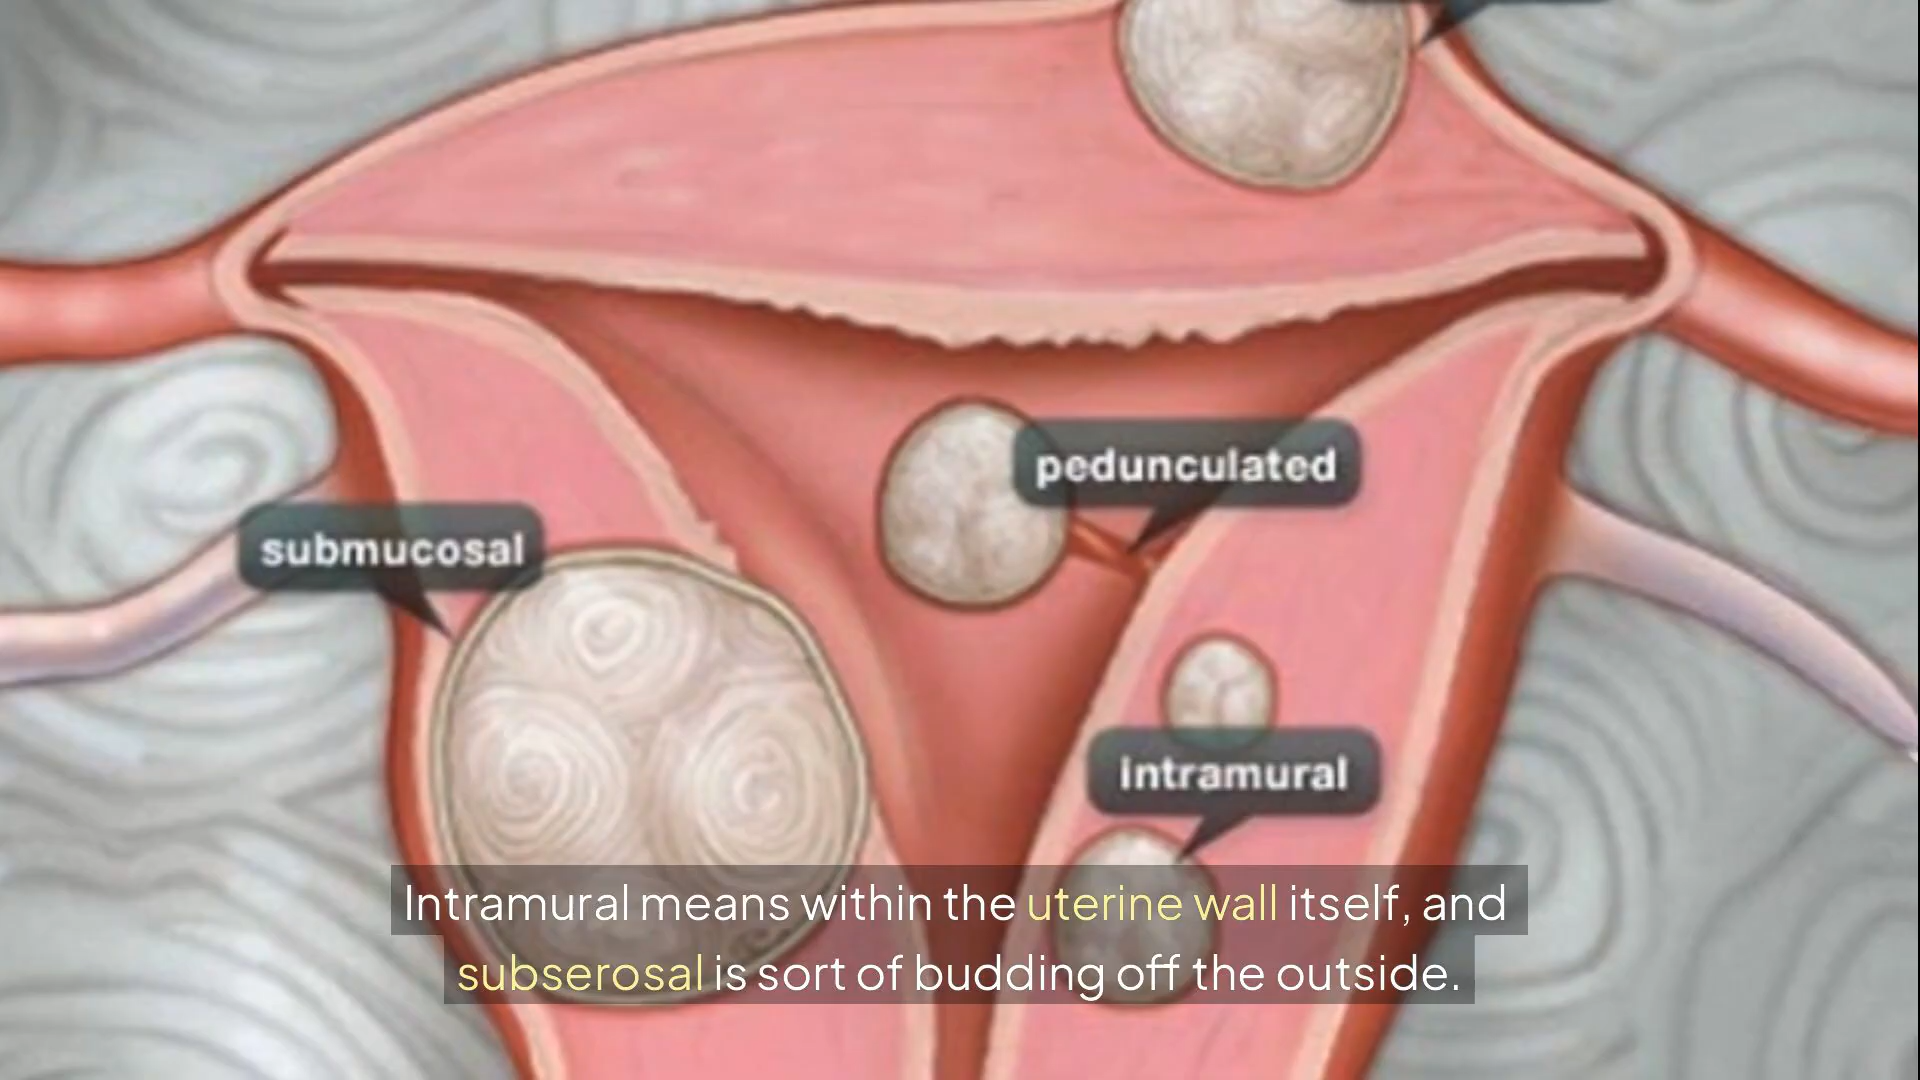 pedunculated
submucosal
intramural
Intramural means within the uterine wall itself, and
subserosal is sort of budding off the outside.